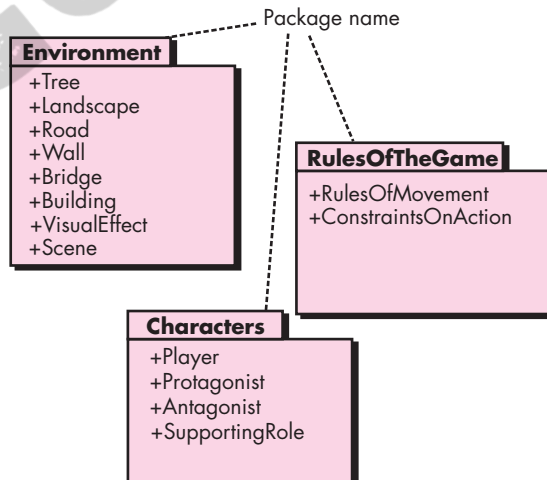 Package name
Environment
+Tree
+Landscape
+Road
+Wall
+Bridge
+Building
+VisualEffect
+Scene
RulesOfTheGame
+RulesOfMovement
+ConstraintsOnAction
Characters
+Player
+Protagonist
+Antagonist
+SupportingRole